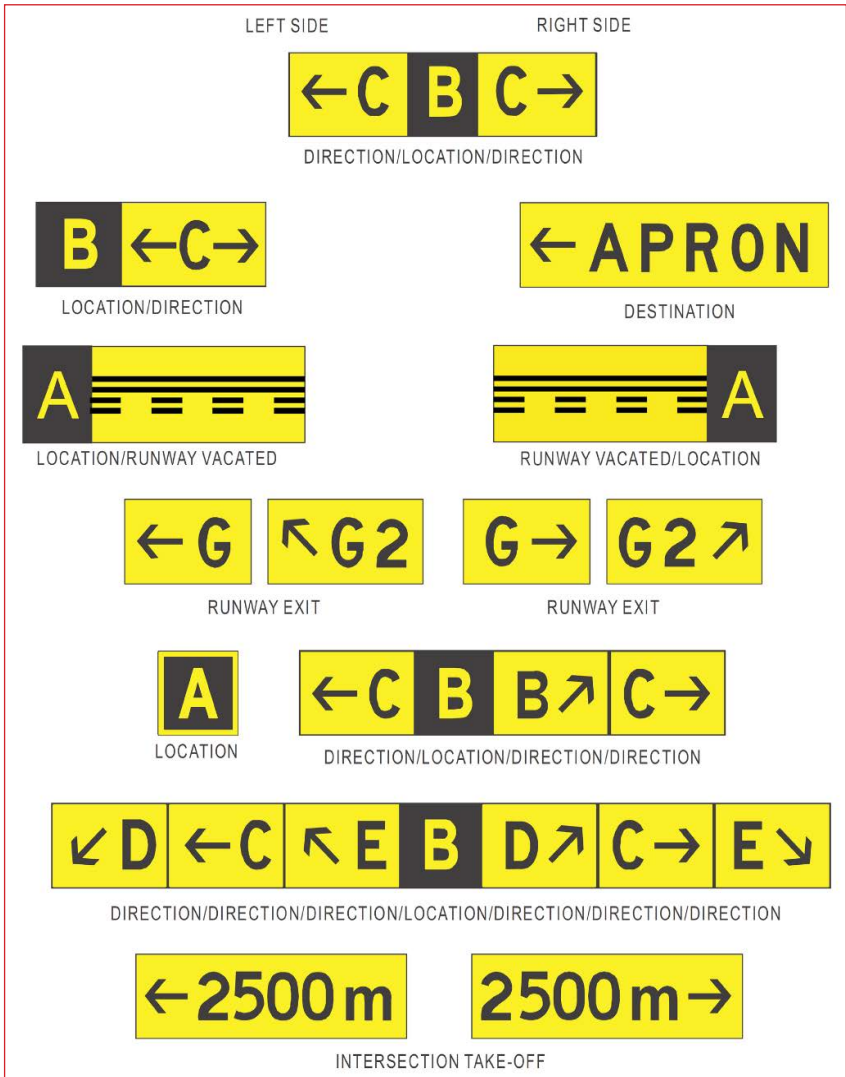 LEFT SIDE RIGHT SIDE
←C B C→
DIRECTION/LOCATION/DIRECTION
B ←C→ ←APRON
LOCATION/DIRECTION DESTINATION
A A
LOCATION/RUNWAY VACATED RUNWAY VACATED/LOCATION
←G ↖G2 G→ G2↗
RUNWAY EXIT RUNWAY EXIT
A ←C B B↗ C→
LOCATION DIRECTION/LOCATION/DIRECTION/DIRECTION
↙D ←C ↖E B D↗ C→ E↘
DIRECTION/DIRECTION/DIRECTION/LOCATION/DIRECTION/DIRECTION/DIRECTION
←2500m 2500m→
INTERSECTION TAKE-OFF